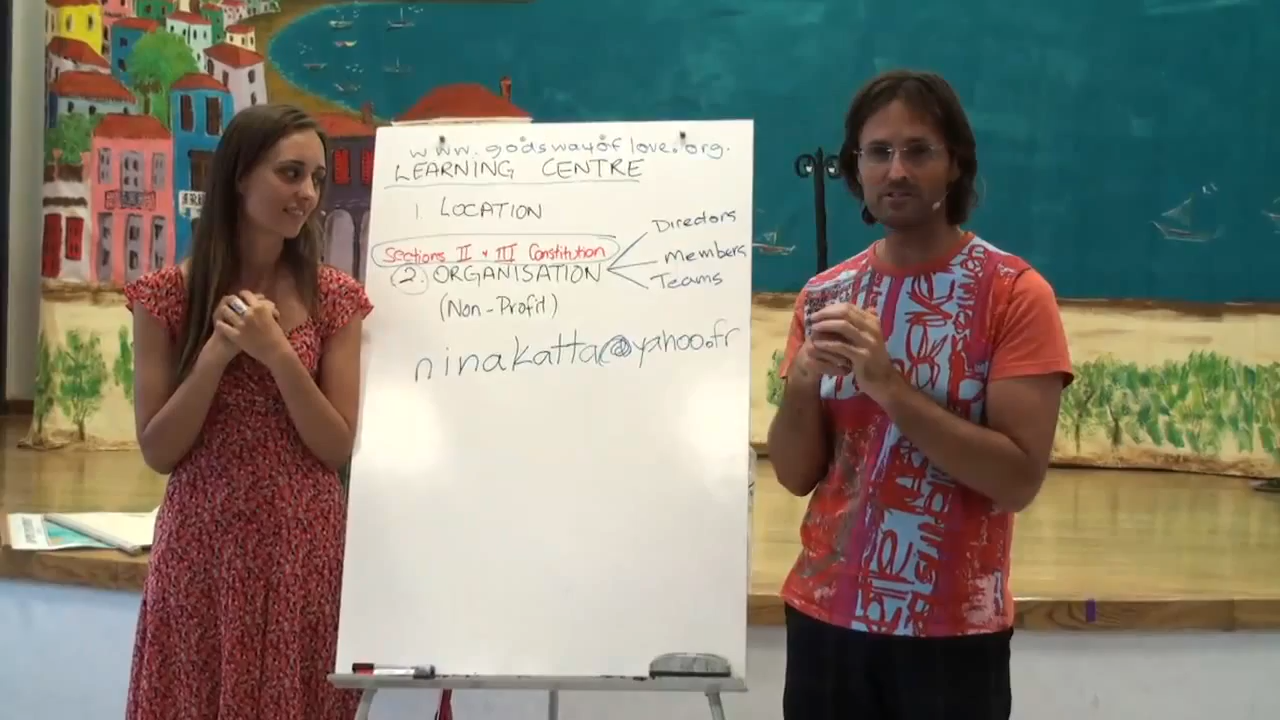 www.godswayoflove.org.
LEARNING CENTRE
1. LOCATION
Sections II + III Constitution
2. ORGANISATION
Directors
Members
Teams
(Non-Profit)
ninakatta@yahoo.fr